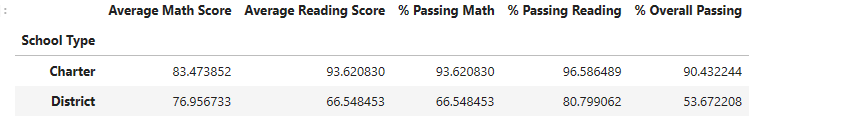 :
Average Math Score Average Reading Score % Passing Math % Passing Reading % Overall Passing
School Type
Charter 83.473852 93.620830 93.620830 96.586489 90.432244
District 76.956733 66.548453 66.548453 80.799062 53.672208